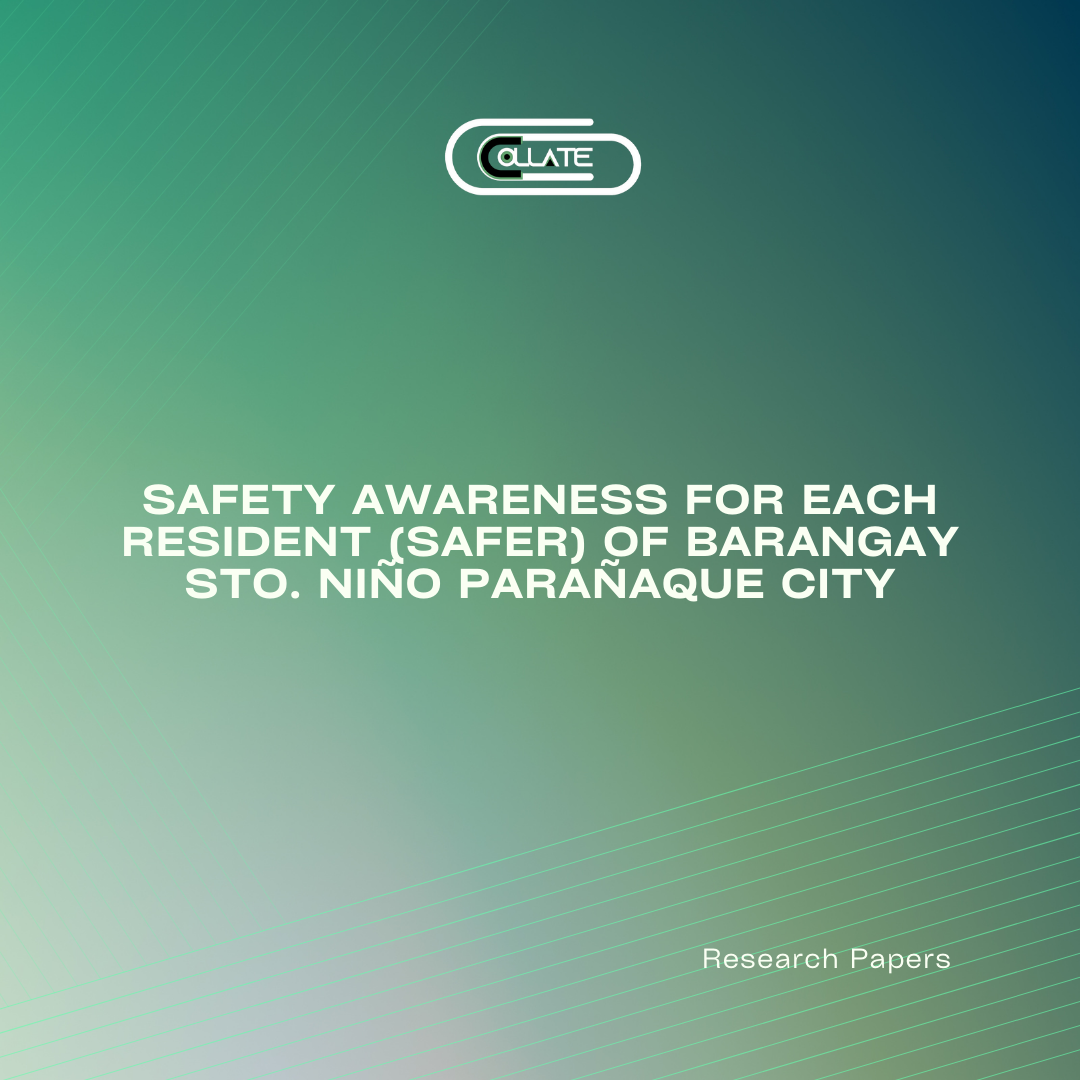 COLLATE
SAFETY AWARENESS FOR EACH
RESIDENT (SAFER) OF BARANGAY
STO. NIÑO PARAÑAQUE CITY
Research Papers